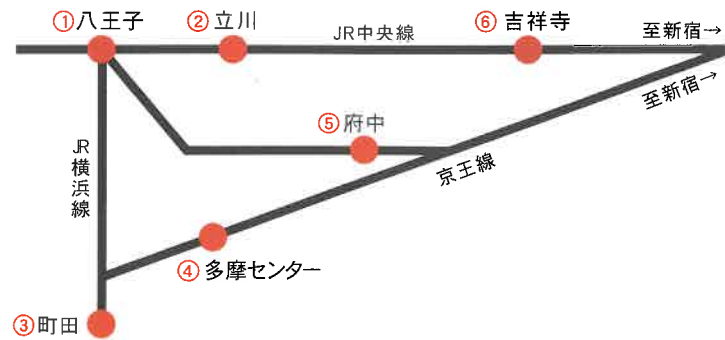 ①八王子
②立川
JR中央線
⑥吉祥寺
至新宿→
至新宿→
⑤府中
JR横浜線
京王線
④多摩センター
③町田